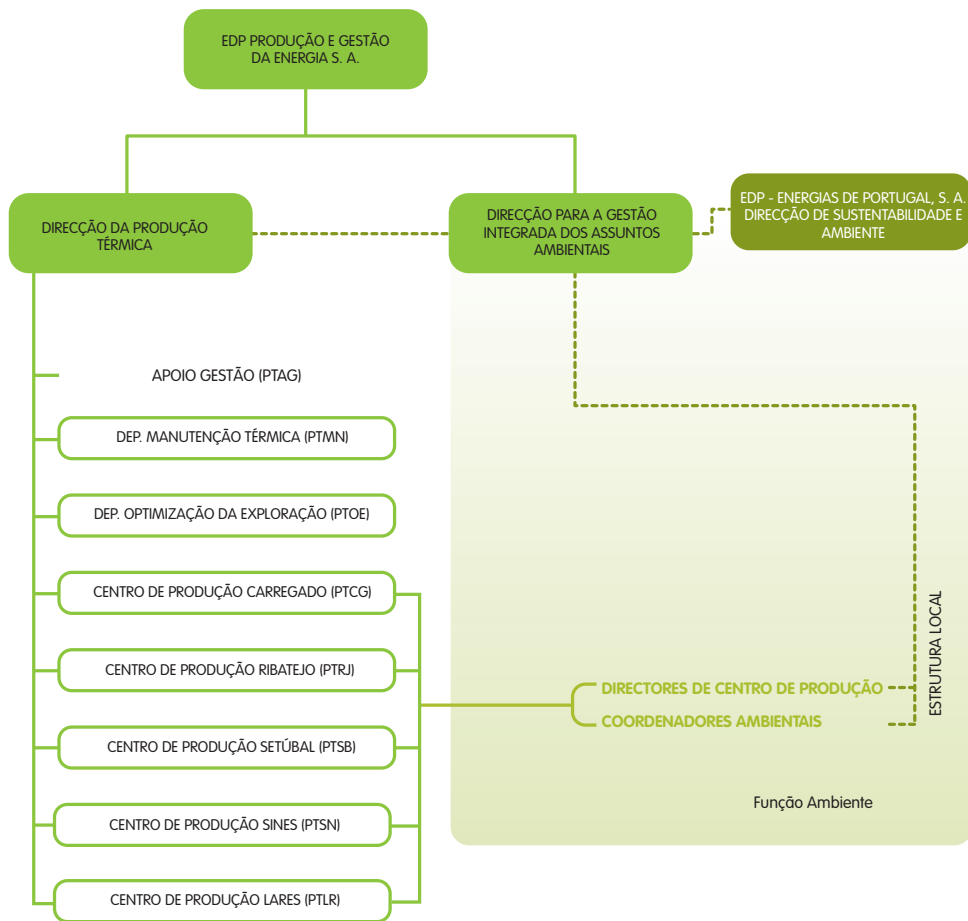 EDP PRODUÇÃO E GESTÃO
DA ENERGIA S. A.
DIRECÇÃO DA PRODUÇÃO
TÉRMICA
DIRECÇÃO PARA A GESTÃO
INTEGRADA DOS ASSUNTOS
AMBIENTAIS
EDP - ENERGIAS DE PORTUGAL, S. A.
DIRECÇÃO DE SUSTENTABILIDADE E
AMBIENTE
APOIO GESTÃO (PTAG)
DEP. MANUTENÇÃO TÉRMICA (PTMN)
DEP. OPTIMIZAÇÃO DA EXPLORAÇÃO (PTOE)
CENTRO DE PRODUÇÃO CARREGADO (PTCG)
CENTRO DE PRODUÇÃO RIBATEJO (PTRJ)
CENTRO DE PRODUÇÃO SETÚBAL (PTSB)
CENTRO DE PRODUÇÃO SINES (PTSN)
CENTRO DE PRODUÇÃO LARES (PTLR)
DIRECTORES DE CENTRO DE PRODUÇÃO
COORDENADORES AMBIENTAIS
ESTRUTURA LOCAL
Função Ambiente